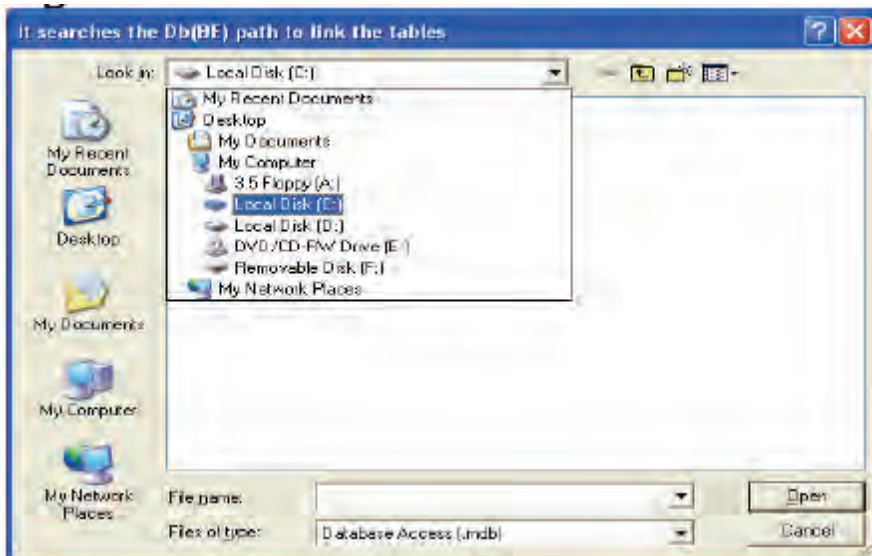 It searches the Db(BE) path to link the tables
Look in: Local Disk (C:)
My Recent Documents
Desktop
My Documents
My Computer
3.5 Floppy (A:)
Local Disk (C:)
Local Disk (D:)
DVD/CD-RW Drive (E:)
Removable Disk (F:)
My Network Places
My Recent
Documents
Desktop
My Documents
My Computer
My Network
Places
File name:
Open
Files of type: Database Access (.mdb)
Cancel